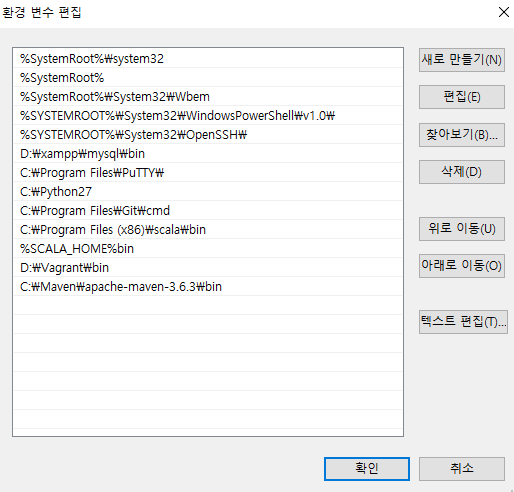 환경 변수 편집
%SystemRoot%₩system32
%SystemRoot%
%SystemRoot%₩System32₩Wbem
%SYSTEMROOT%₩System32₩WindowsPowerShell₩v1.0₩
%SYSTEMROOT%₩System32₩OpenSSH₩
D:₩xampp₩mysql₩bin
C:₩Program Files₩PuTTY₩
C:₩Python27
C:₩Program Files₩Git₩cmd
C:₩Program Files (x86)₩scala₩bin
%SCALA_HOME%bin
D:₩Vagrant₩bin
C:₩Maven₩apache-maven-3.6.3₩bin
새로 만들기(N)
편집(E)
찾아보기(B)...
삭제(D)
위로 이동(U)
아래로 이동(O)
텍스트 편집(T)...
확인
취소